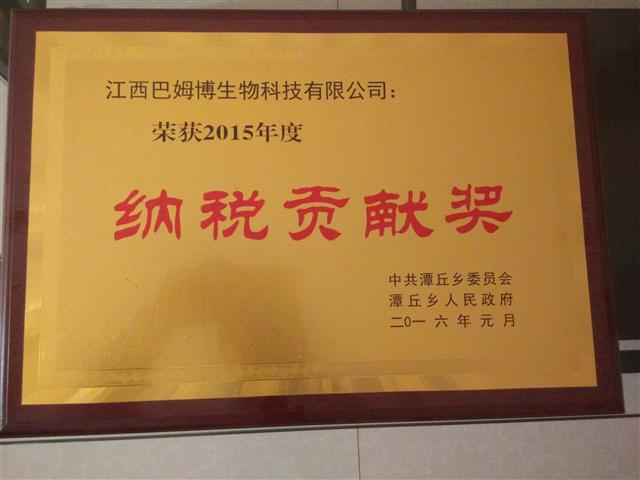 江西巴姆博生物科技有限公司：
荣获2015年度
纳税贡献奖
中共潭丘乡委员会
潭丘乡人民政府
二〇一六年元月